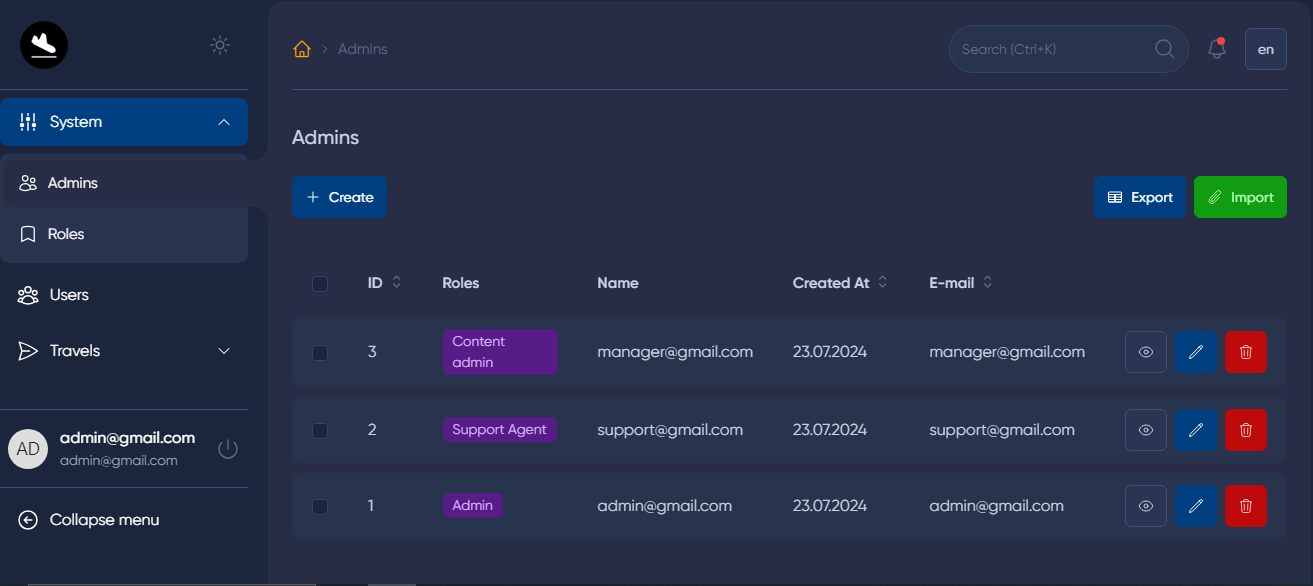 Admins
Search (Ctrl+K)
en
System
Admins
Roles
Users
Travels
AD
admin@gmail.com
admin@gmail.com
Collapse menu
Admins
Create
Export
Import
ID Roles Name Created At E-mail
3 Content admin manager@gmail.com 23.07.2024 manager@gmail.com
2 Support Agent support@gmail.com 23.07.2024 support@gmail.com
1 Admin admin@gmail.com 23.07.2024 admin@gmail.com